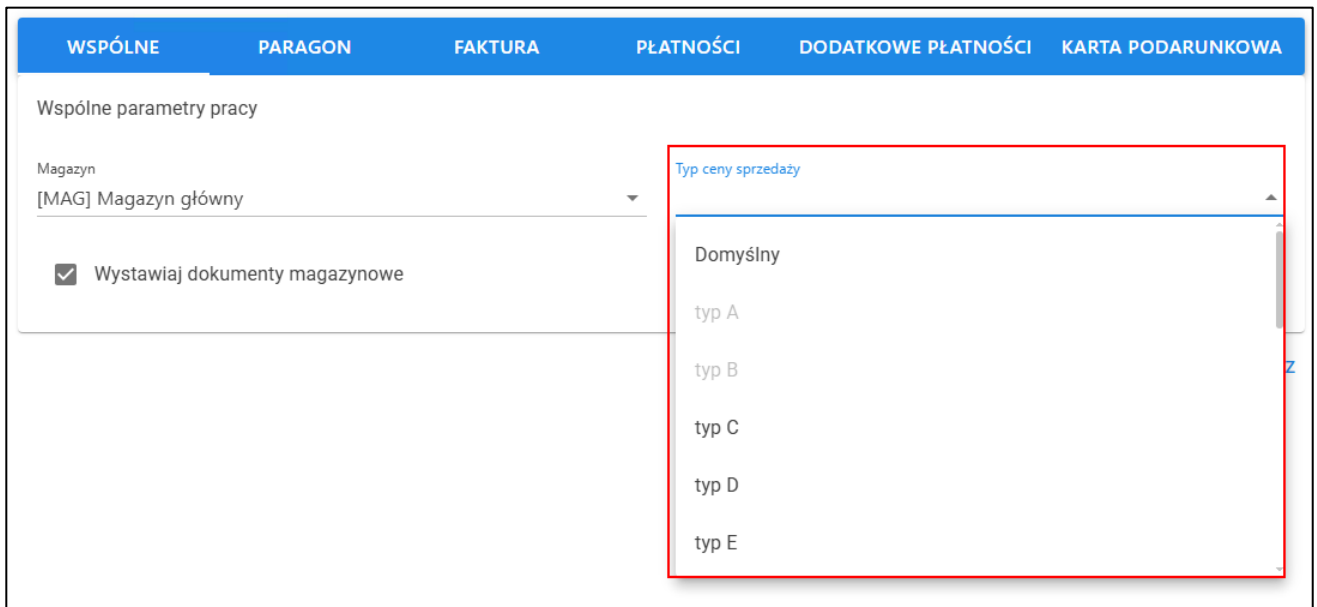 WSPÓLNE PARAGON FAKTURA PŁATNOŚCI DODATKOWE PŁATNOŚCI KARTA PODARUNKOWA
Wspólne parametry pracy
Magazyn
[MAG] Magazyn główny
Wystawiaj dokumenty magazynowe
Typ ceny sprzedaży
Domyślny
typ A
typ B
typ C
typ D
typ E